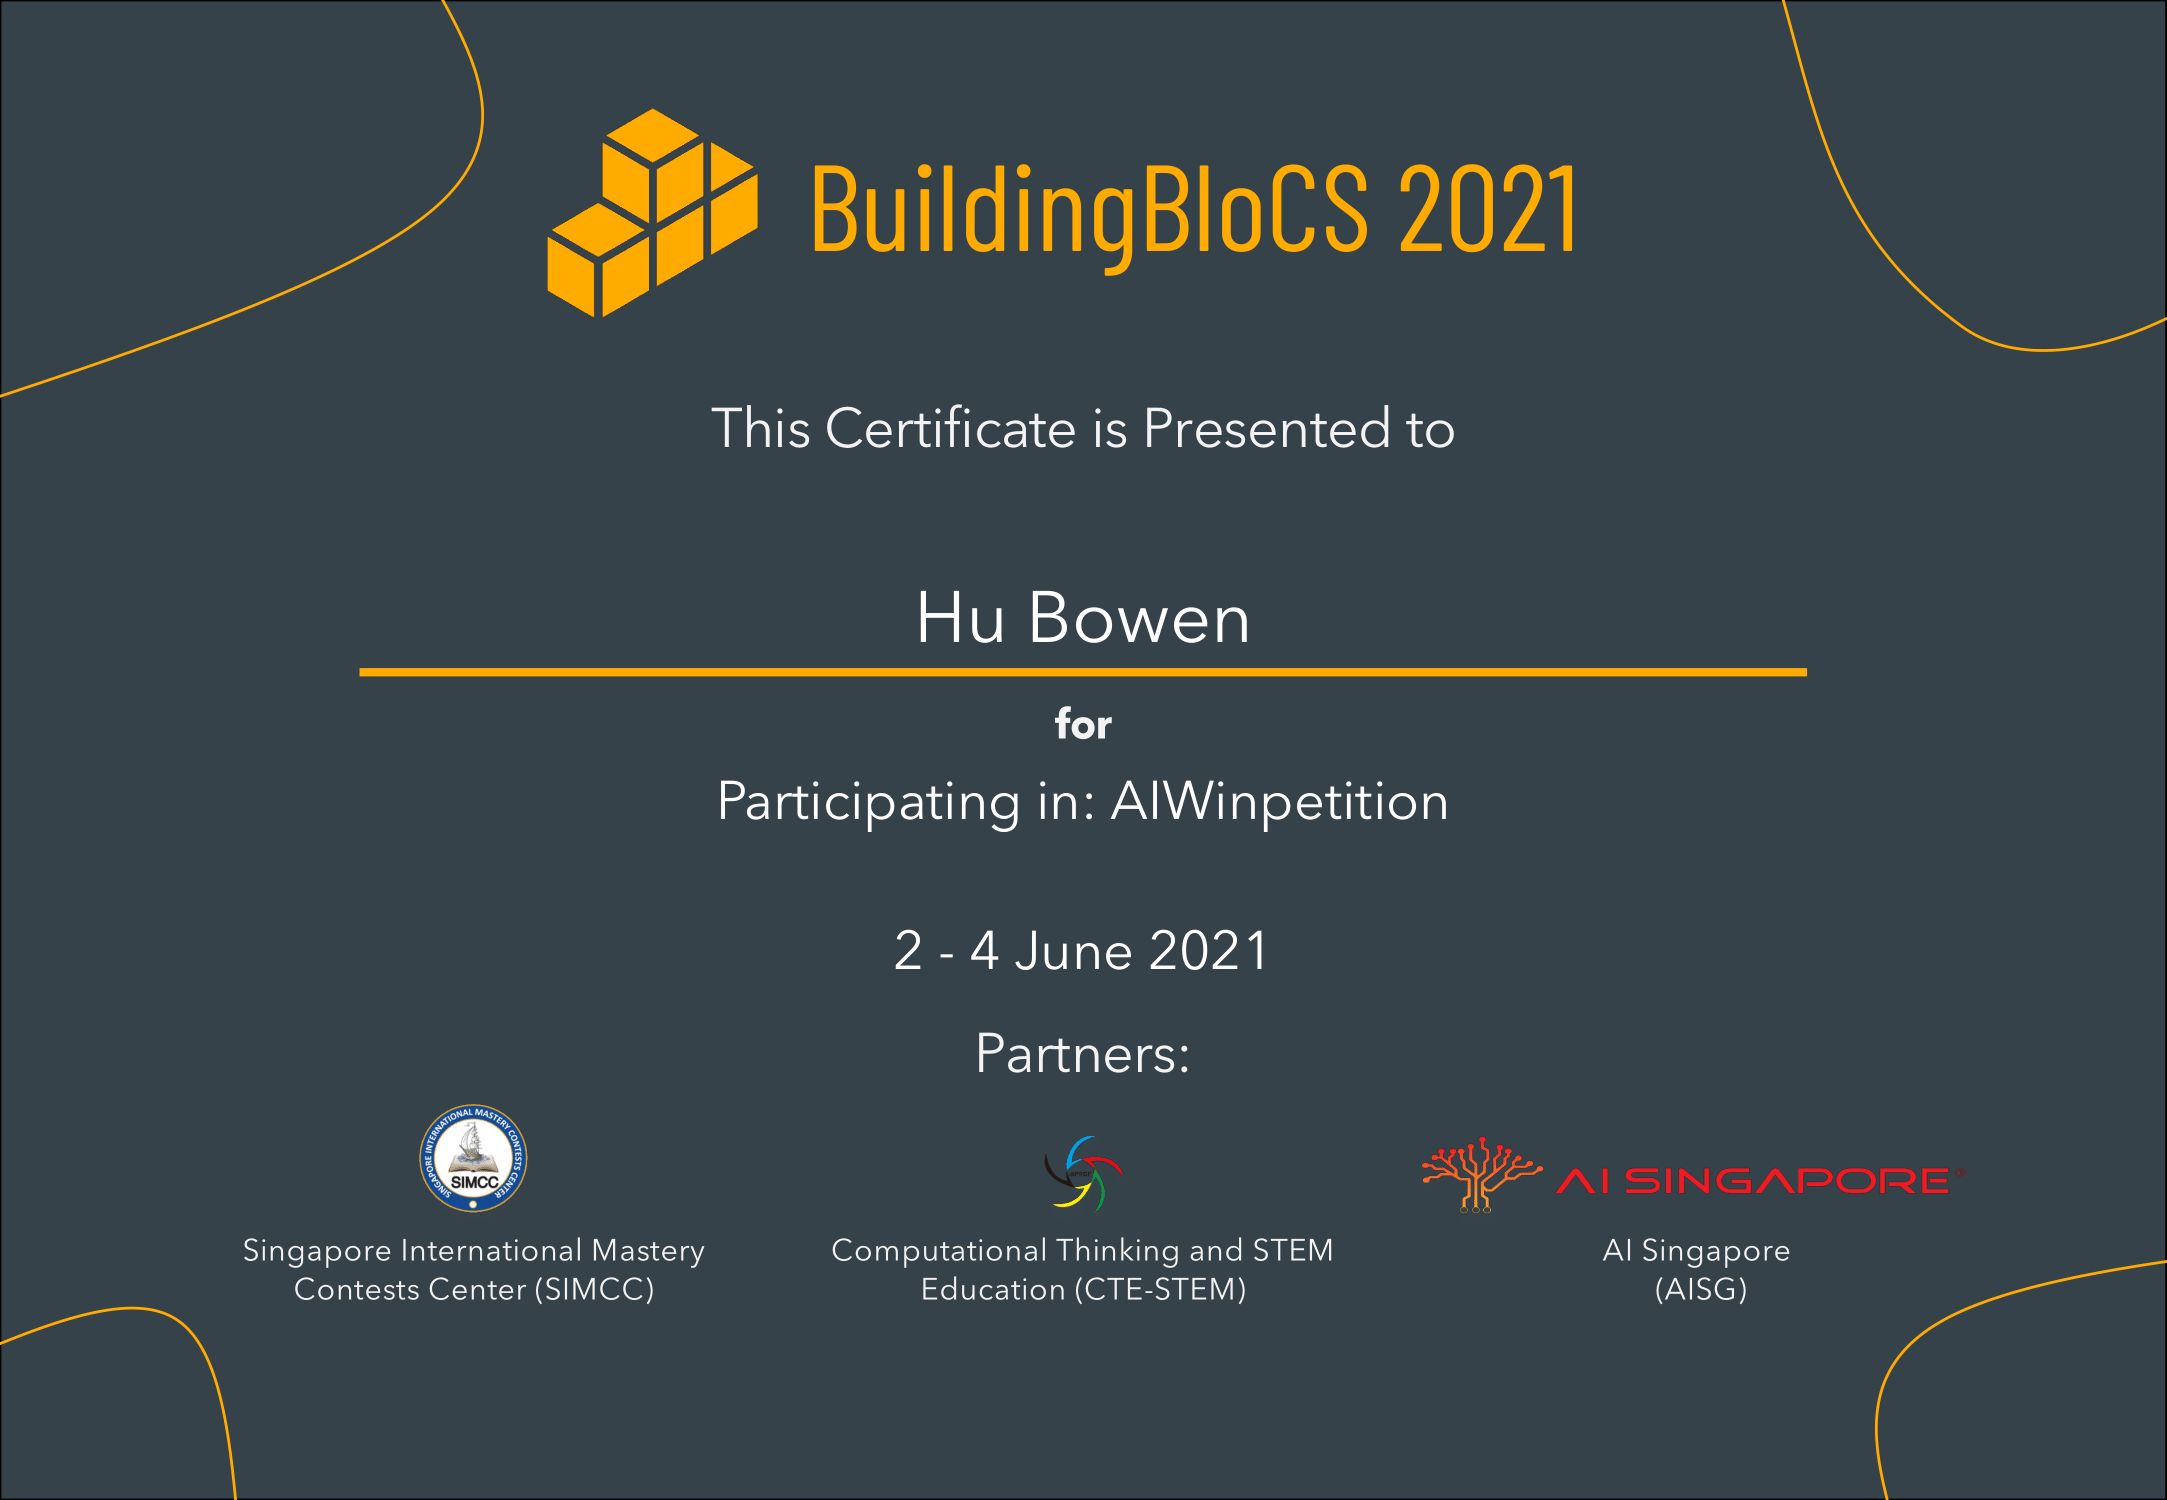 BuildingBloCS 2021
This Certificate is Presented to
Hu Bowen
for
Participating in: AIWinpetition
2 - 4 June 2021
Partners:
SINGAPORE INTERNATIONAL MASTERY CONTESTS CENTER
SIMCC
AI SINGAPORE®
Singapore International Mastery
Contests Center (SIMCC)
Computational Thinking and STEM
Education (CTE-STEM)
AI Singapore
(AISG)